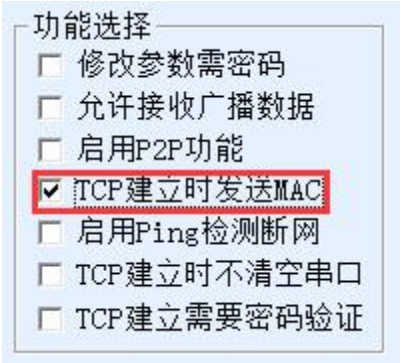 功能选择
修改参数需密码
允许接收广播数据
启用P2P功能
TCP建立时发送MAC
启用Ping检测断网
TCP建立时不清空串口
TCP建立需要密码验证